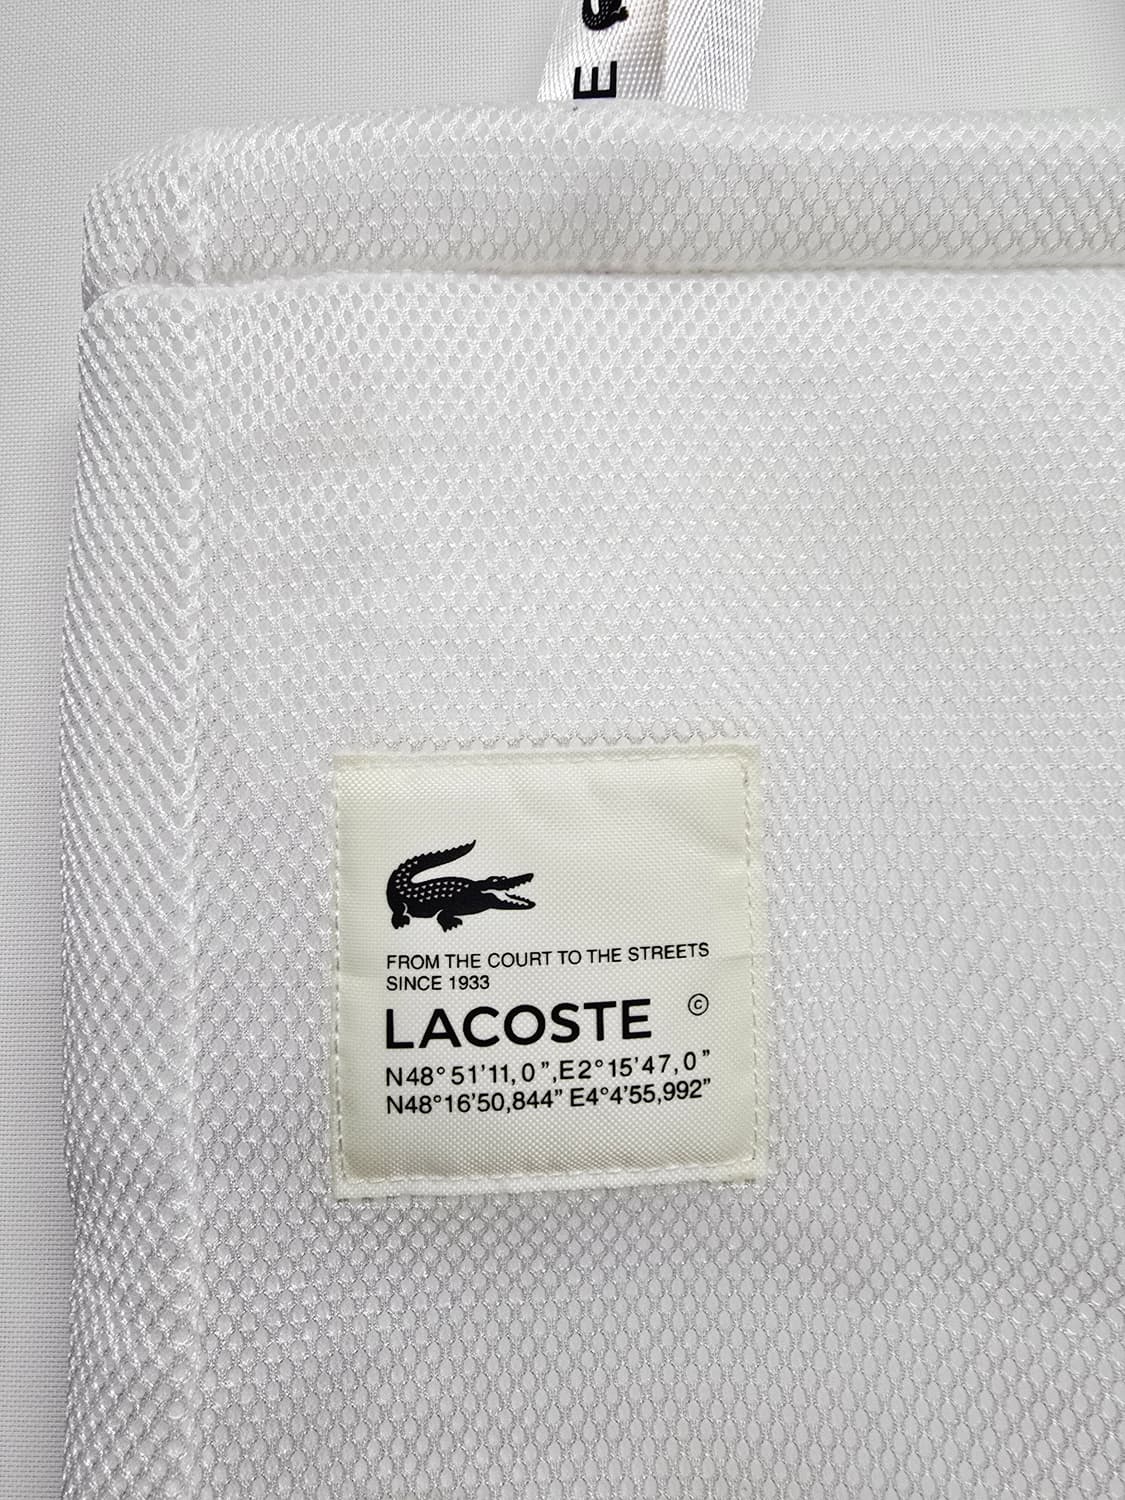 E
FROM THE COURT TO THE STREETS
SINCE 1933
LACOSTE ©
N48°51'11,0",E2°15'47,0"
N48°16'50,844" E4°4'55,992"